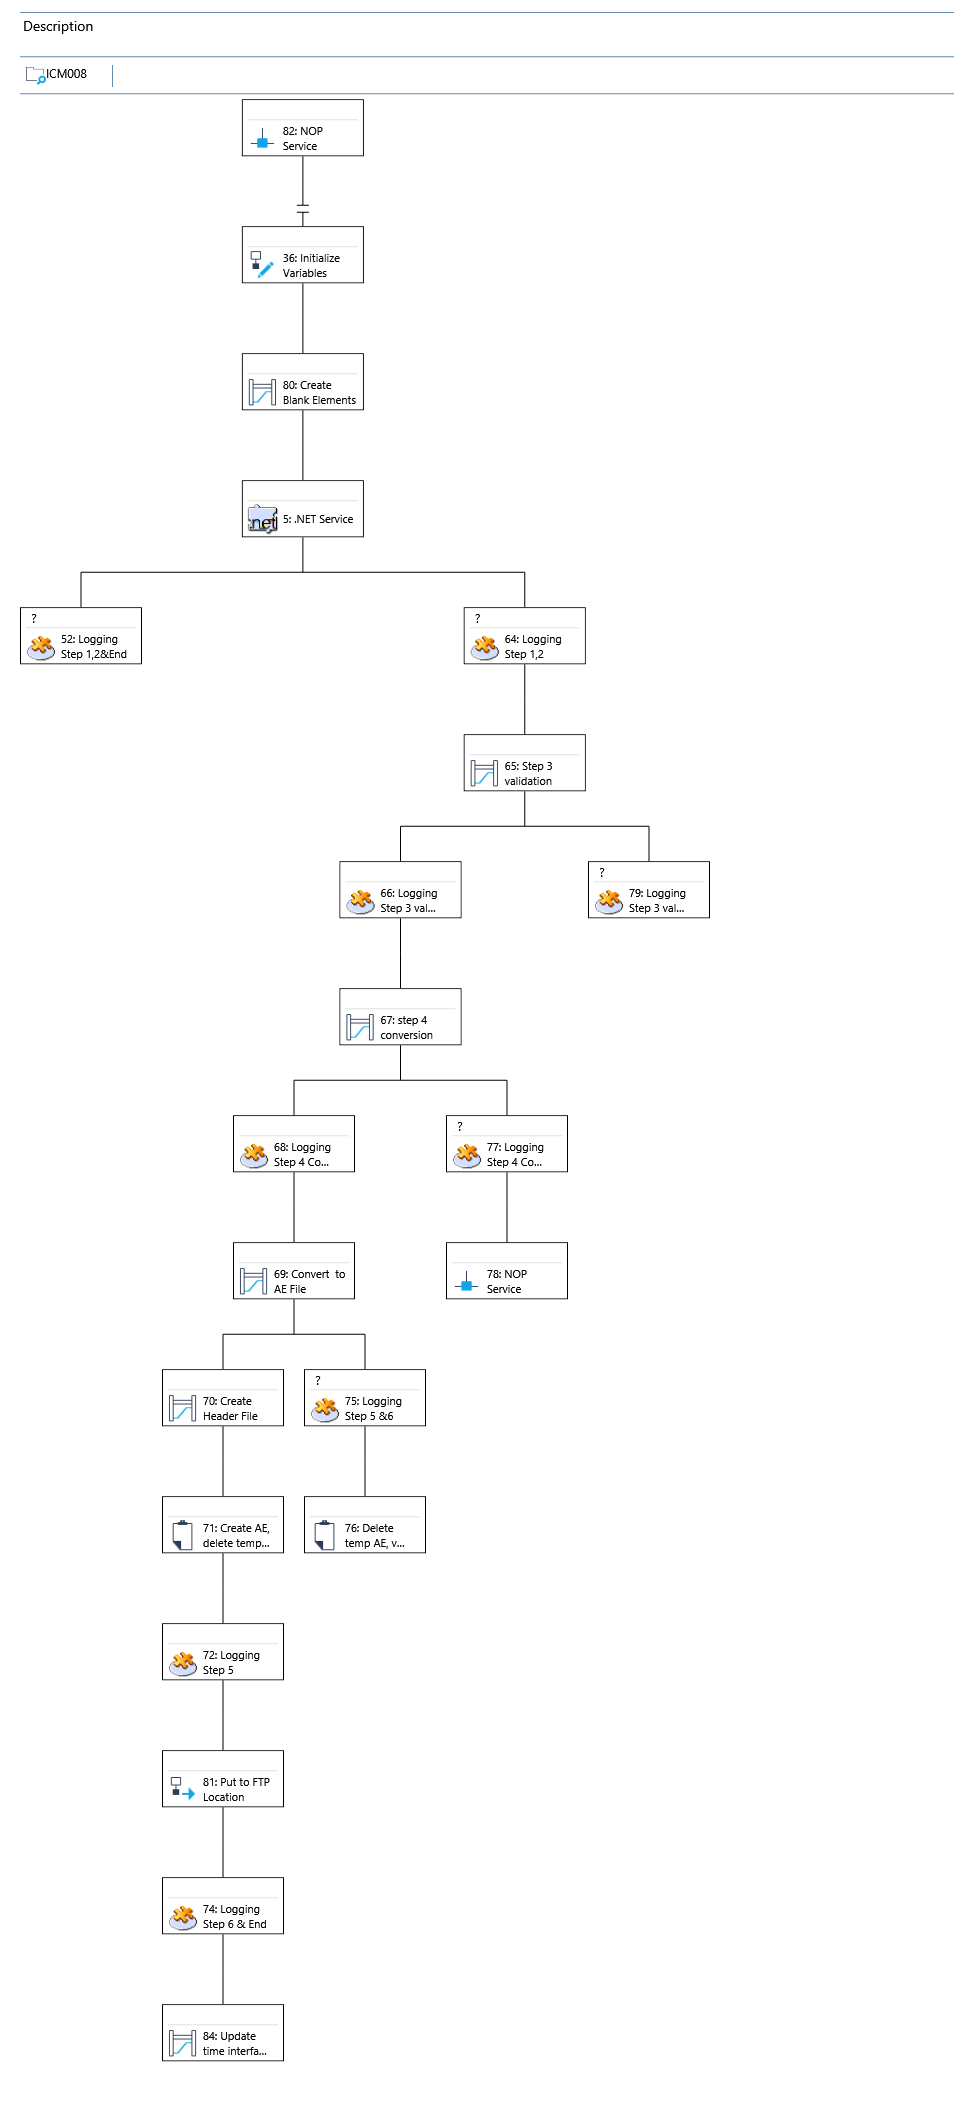 Description
ICM008
82: NOP
Service
36: Initialize
Variables
80: Create
Blank Elements
.net
5: .NET Service
?
52: Logging
Step 1,2&End
?
64: Logging
Step 1,2
65: Step 3
validation
66: Logging
Step 3 val...
?
79: Logging
Step 3 val...
67: step 4
conversion
68: Logging
Step 4 Co...
?
77: Logging
Step 4 Co...
69: Convert  to
AE File
78: NOP
Service
70: Create
Header File
?
75: Logging
Step 5 &6
71: Create AE,
delete temp...
76: Delete
temp AE, v...
72: Logging
Step 5
81: Put to FTP
Location
74: Logging
Step 6 & End
84: Update
time interfa...